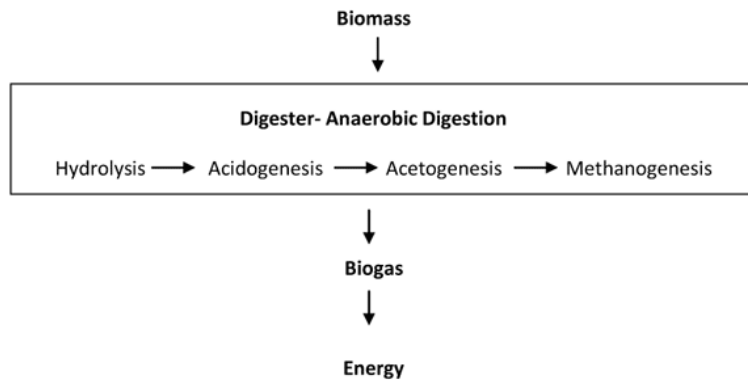 Biomass
Digester- Anaerobic Digestion
Hydrolysis Acidogenesis Acetogenesis Methanogenesis
Biogas
Energy